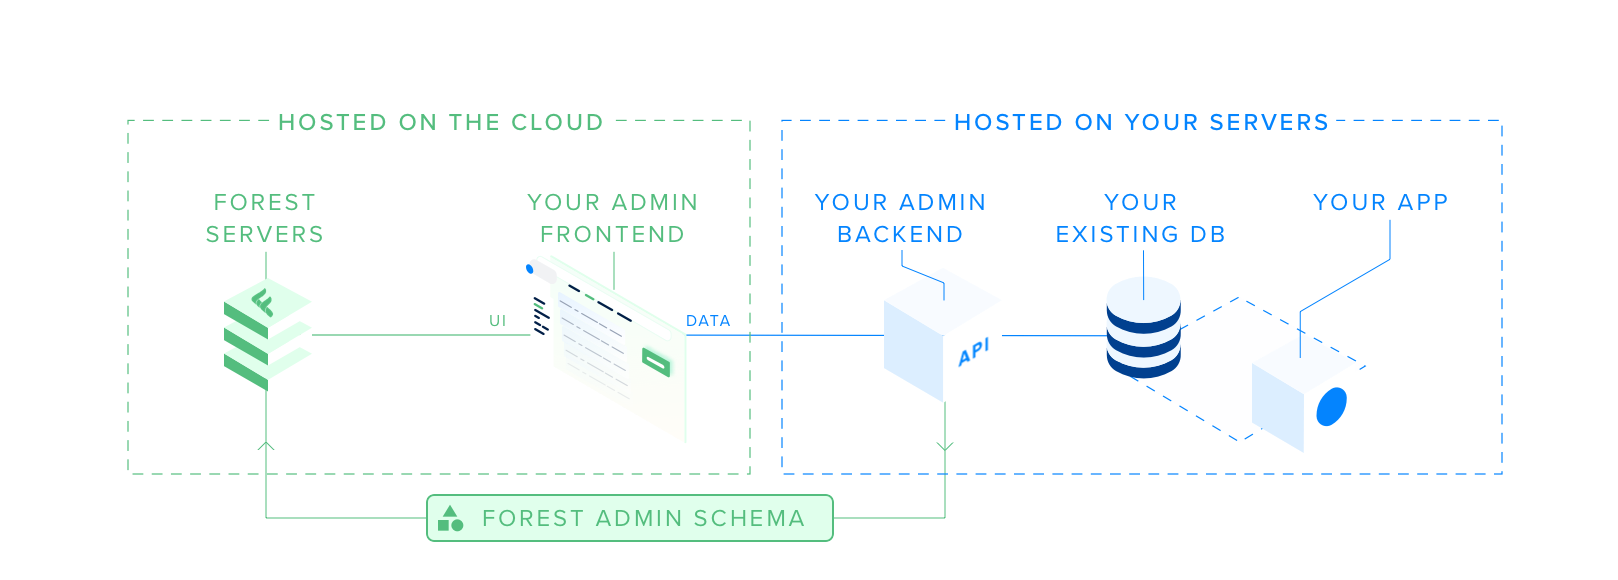 HOSTED ON THE CLOUD
HOSTED ON YOUR SERVERS
FOREST
SERVERS
YOUR ADMIN
FRONTEND
YOUR ADMIN
BACKEND
YOUR
EXISTING DB
YOUR APP
UI
DATA
API
FOREST ADMIN SCHEMA